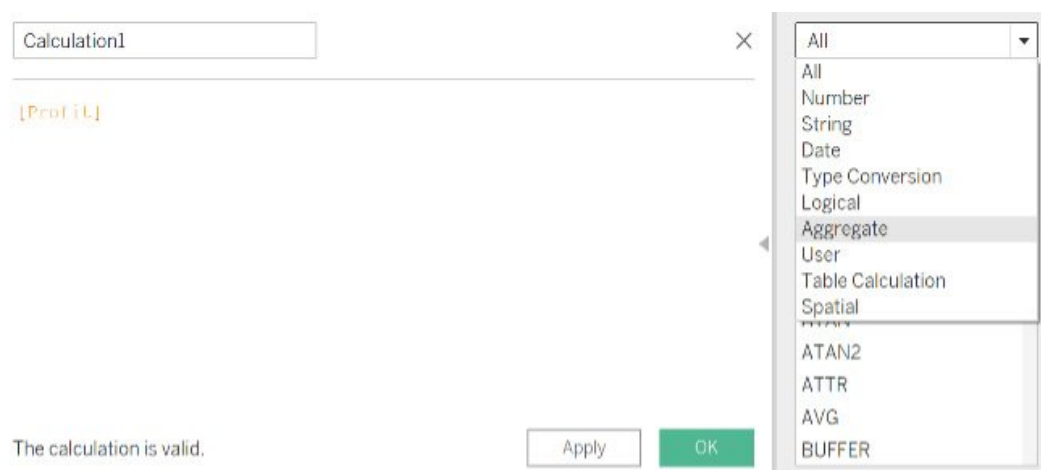 Calculation1
[Profit]
The calculation is valid.
Apply
OK
All
All
Number
String
Date
Type Conversion
Logical
Aggregate
User
Table Calculation
Spatial
ATAN2
ATTR
AVG
BUFFER